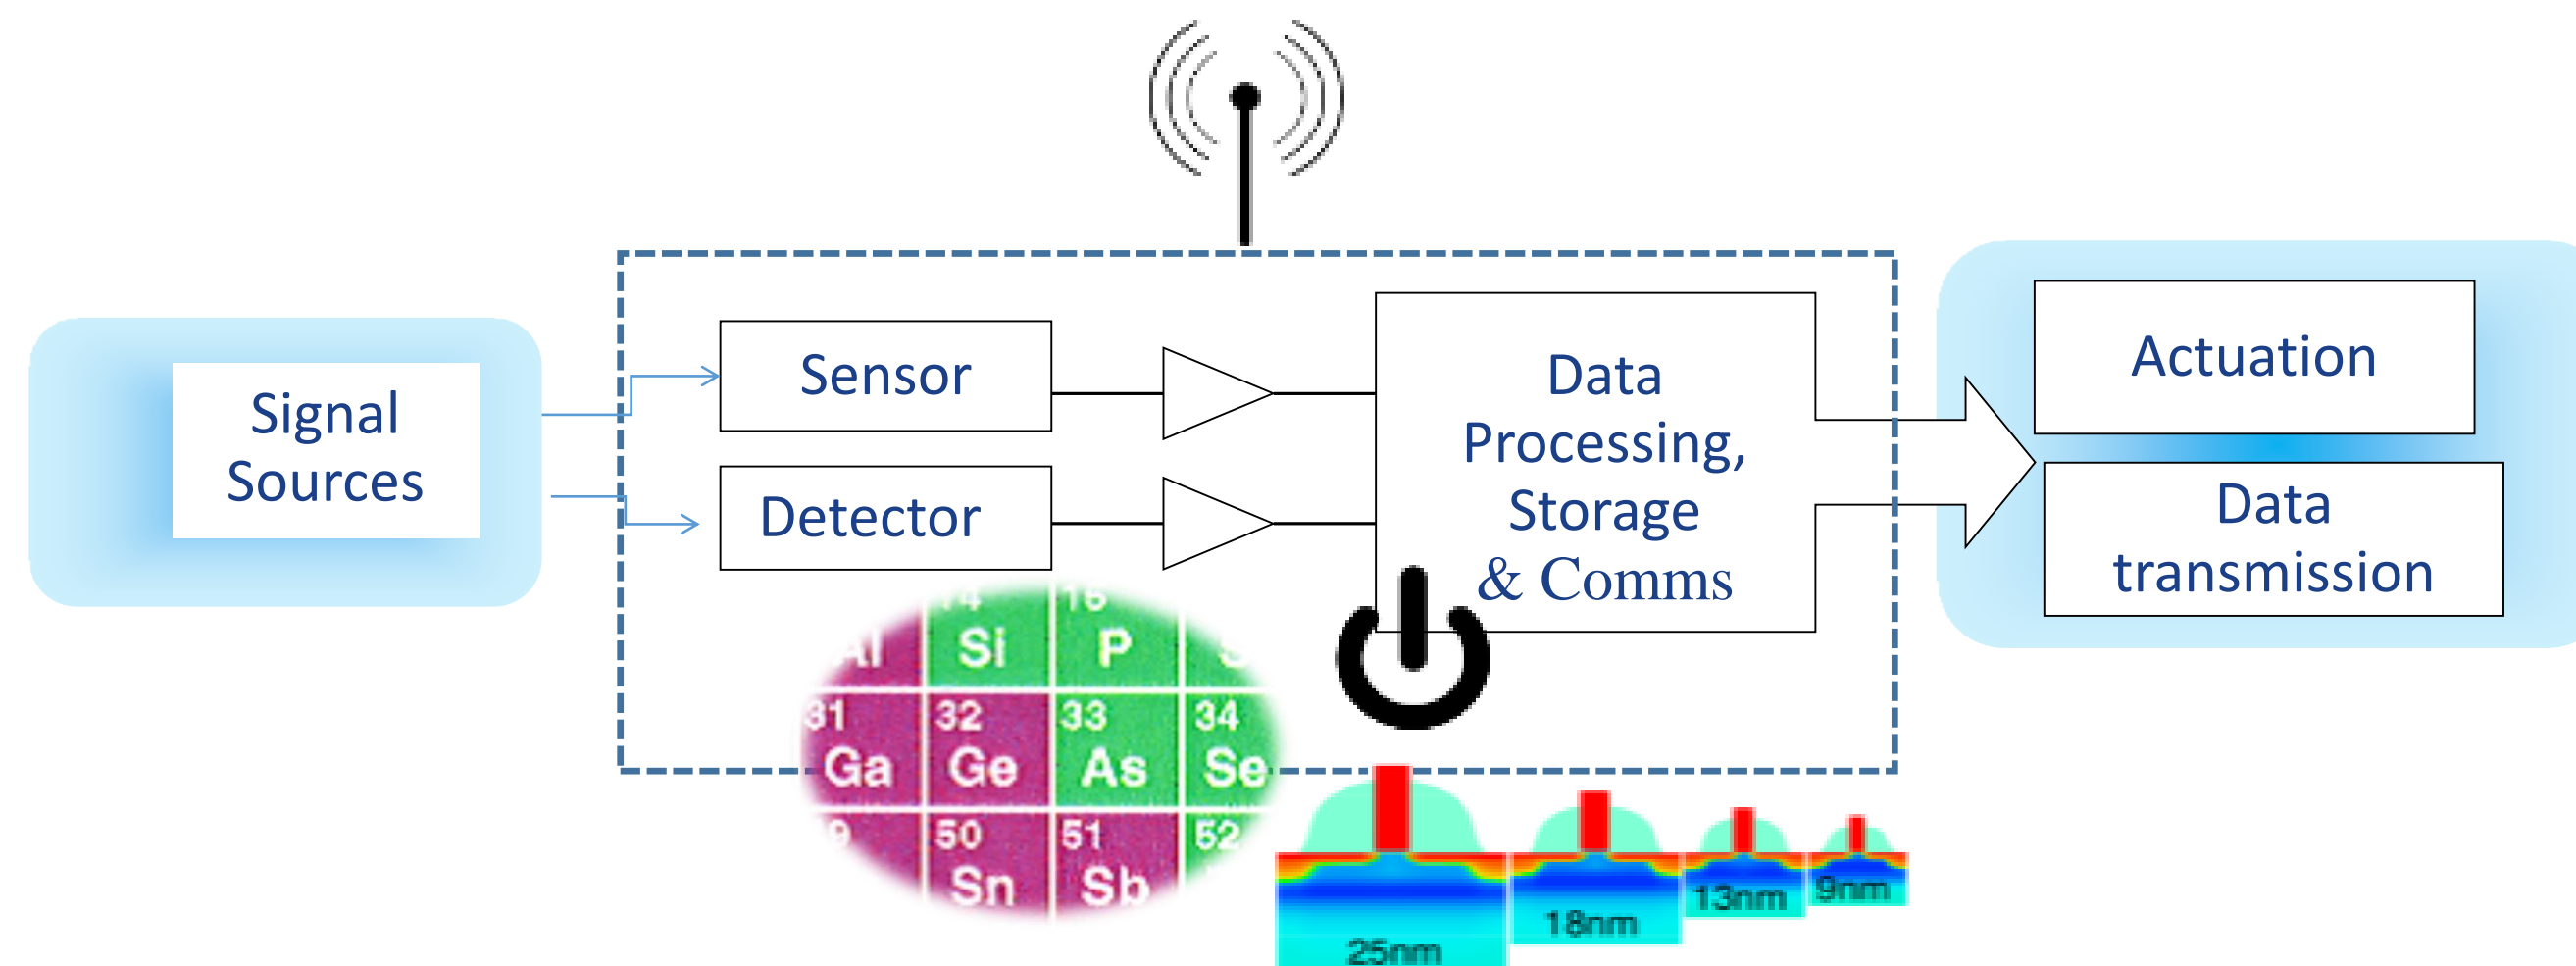 Signal
Sources
Sensor
Detector
Data
Processing,
Storage
& Comms
Actuation
Data
transmission
Si
P
31
32
33
34
Ga
Ge
As
Se
50
51
52
Sn
Sb
25nm
18nm
13nm
9nm